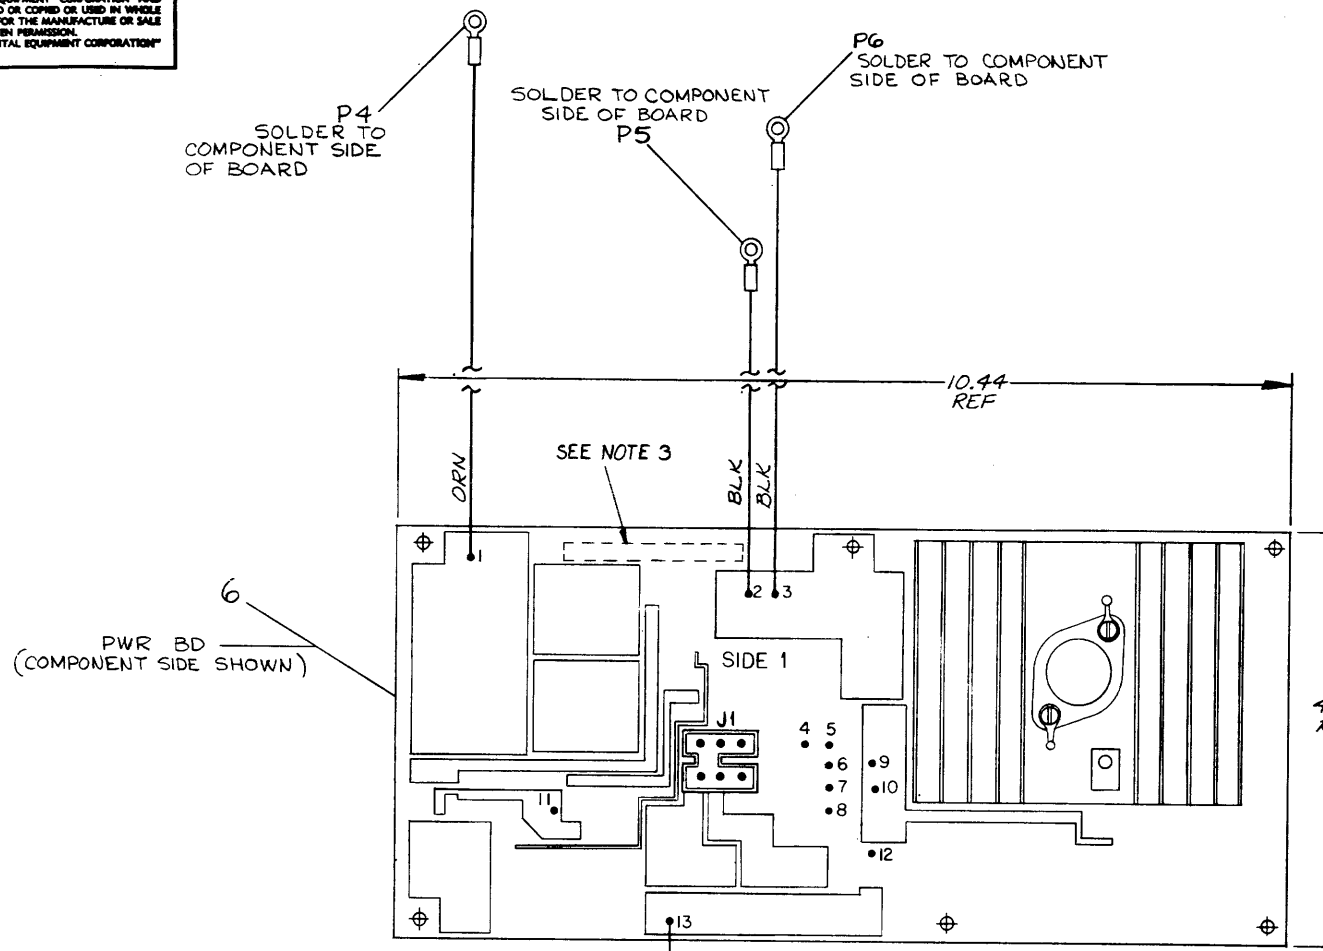 OR COPIED OR USED IN WHOLE
FOR THE MANUFACTURE OR SALE
PERMISSION.
EQUIPMENT CORPORATION"
P4
SOLDER TO
COMPONENT SIDE
OF BOARD
SOLDER TO COMPONENT
SIDE OF BOARD
P5
P6
SOLDER TO COMPONENT
SIDE OF BOARD
10.44
REF
ORN
SEE NOTE 3
BLK
BLK
1
2
3
6
PWR BD
(COMPONENT SIDE SHOWN)
SIDE 1
J1
4
5
6
7
8
9
10
11
12
13